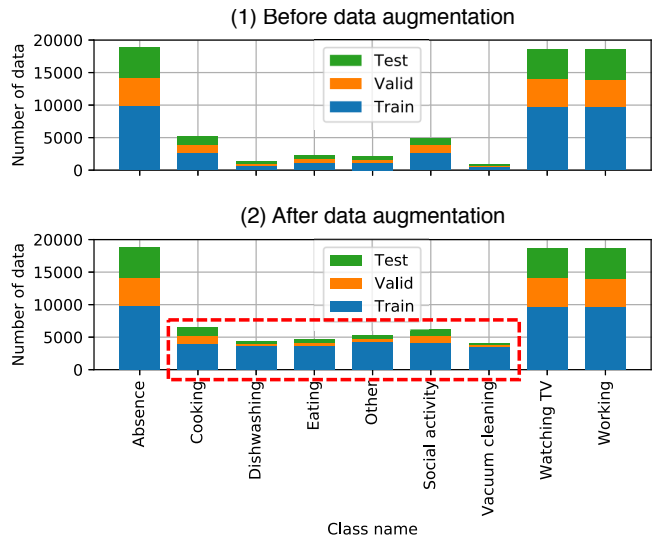 (1) Before data augmentation
20000
15000
10000
5000
0
Number of data
Test
Valid
Train
(2) After data augmentation
20000
15000
10000
5000
0
Number of data
Test
Valid
Train
Absence
Cooking
Dishwashing
Eating
Other
Social activity
Vacuum cleaning
Watching TV
Working
Class name